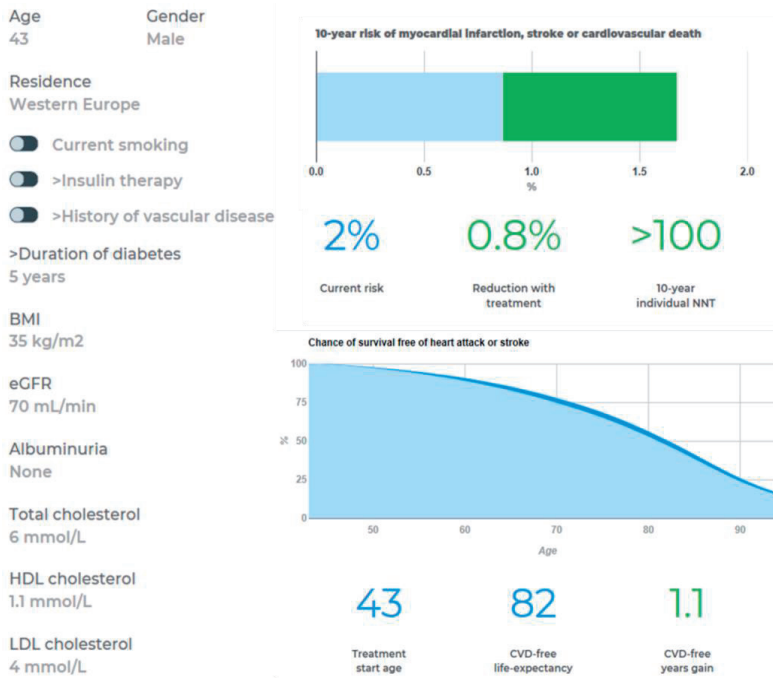 Age Gender
43 Male
Residence
Western Europe
Current smoking
>Insulin therapy
>History of vascular disease
>Duration of diabetes
5 years
BMI
35 kg/m2
eGFR
70 mL/min
Albuminuria
None
Total cholesterol
6 mmol/L
HDL cholesterol
1.1 mmol/L
LDL cholesterol
4 mmol/L
10-year risk of myocardial infarction, stroke or cardiovascular death
0.0 0.5 1.0 1.5 2.0
%
2% 0.8% >100
Current risk Reduction with 10-year
treatment individual NNT
Chance of survival free of heart attack or stroke
100
75
50
25
0
%
50 60 70 80 90
Age
43 82 1.1
Treatment CVD-free CVD-free
start age life-expectancy years gain